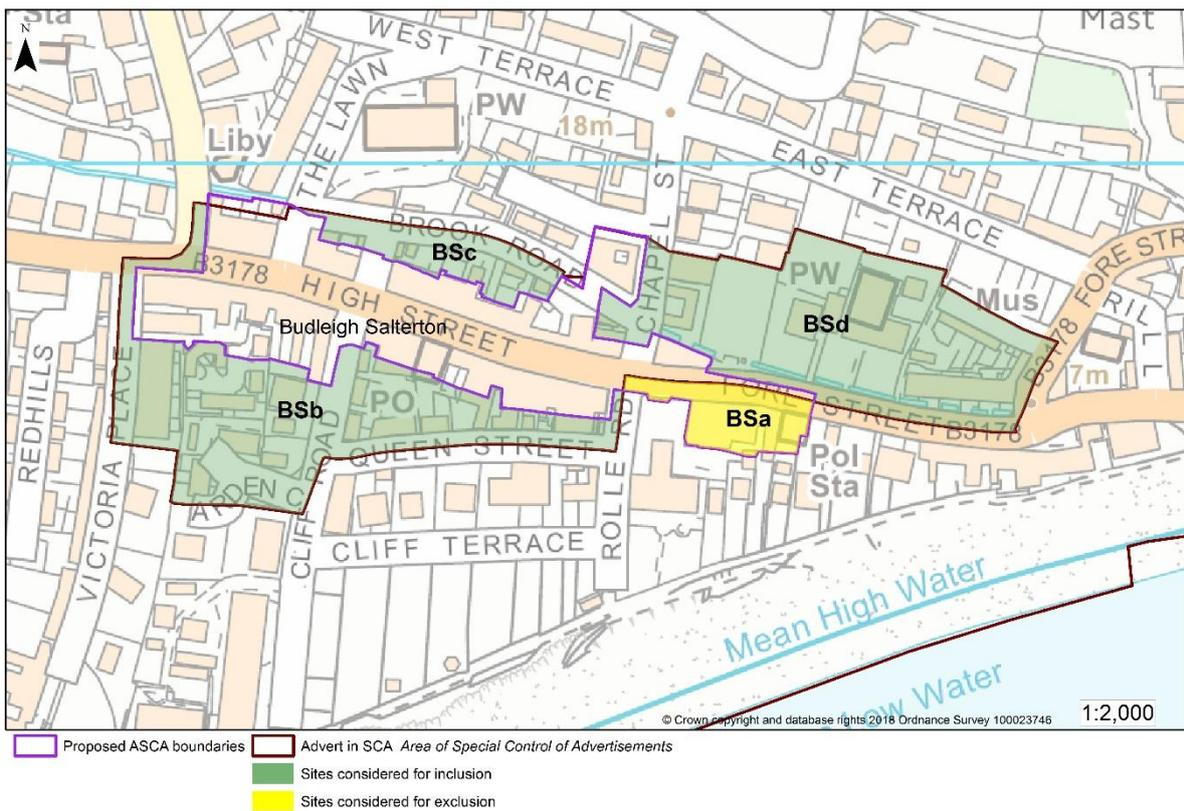 Sta
Mast
N
WEST TERRACE
THE LAWN
PW
18m
Liby
EAST TERRACE
CHAPEL ST
BROOK ROAD
BSc
B3178
HIGH STREET
PW
BSd
Mus
FORE STR
B3178
7m
Budleigh Salterton
REDHILLS
VICTORIA PLACE
BSb
PO
CLIFF ROAD
QUEEN STREET
ROLLE RD
BSa
FORE STREET
B3178
Pol
Sta
ARDEN C
CLIFF TERRACE
Mean High Water
Low Water
© Crown copyright and database rights 2018 Ordnance Survey 100023746
1:2,000
Proposed ASCA boundaries
Advert in SCA Area of Special Control of Advertisements
Sites considered for inclusion
Sites considered for exclusion